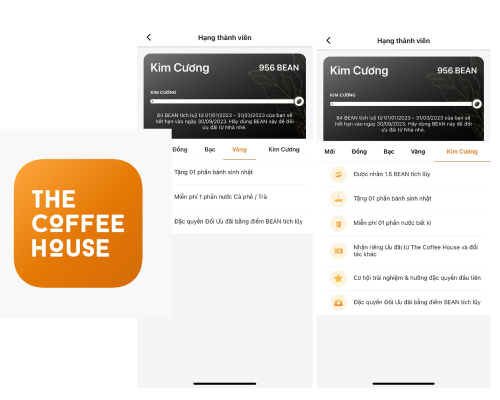 THE
COFFEE
HOUSE
Hạng thành viên
Kim Cương
956 BEAN
KIM CƯƠNG
84 BEAN tích luỹ từ 01/01/2023 - 31/03/2023 của bạn sẽ
hết hạn vào ngày 30/09/2023. Hãy dùng BEAN này để đổi
ưu đãi từ Nhà nhé.
Đồng Bạc Vàng Kim Cương
Tặng 01 phần bánh sinh nhật
Miễn phí 1 phần nước Cà phê / Trà
Đặc quyền Đổi Ưu đãi bằng điểm BEAN tích lũy
Hạng thành viên
Kim Cương
956 BEAN
KIM CƯƠNG
84 BEAN tích luỹ từ 01/01/2023 - 31/03/2023 của bạn sẽ
hết hạn vào ngày 30/09/2023. Hãy dùng BEAN này để đổi
ưu đãi từ Nhà nhé.
Mới Đồng Bạc Vàng Kim Cương
Được nhân 1.5 BEAN tích lũy
Tặng 01 phần bánh sinh nhật
Miễn phí 01 phần nước bất kì
Nhận riêng Ưu đãi từ The Coffee House và đối
tác khác
Cơ hội trải nghiệm & hưởng đặc quyền đầu tiên
Đặc quyền Đổi Ưu đãi bằng điểm BEAN tích lũy